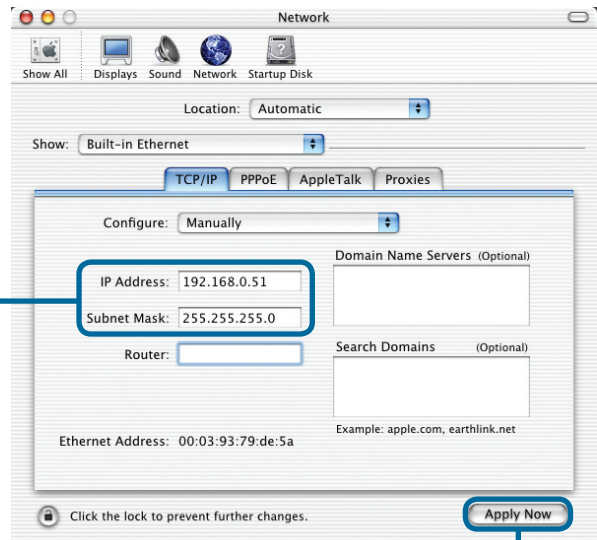 Network
Show All Displays Sound Network Startup Disk
Location: Automatic
Show: Built-in Ethernet
TCP/IP PPPoE AppleTalk Proxies
Configure: Manually
Domain Name Servers (Optional)
IP Address: 192.168.0.51
Subnet Mask: 255.255.255.0
Router:
Search Domains (Optional)
Example: apple.com, earthlink.net
Ethernet Address: 00:03:93:79:de:5a
Click the lock to prevent further changes.
Apply Now